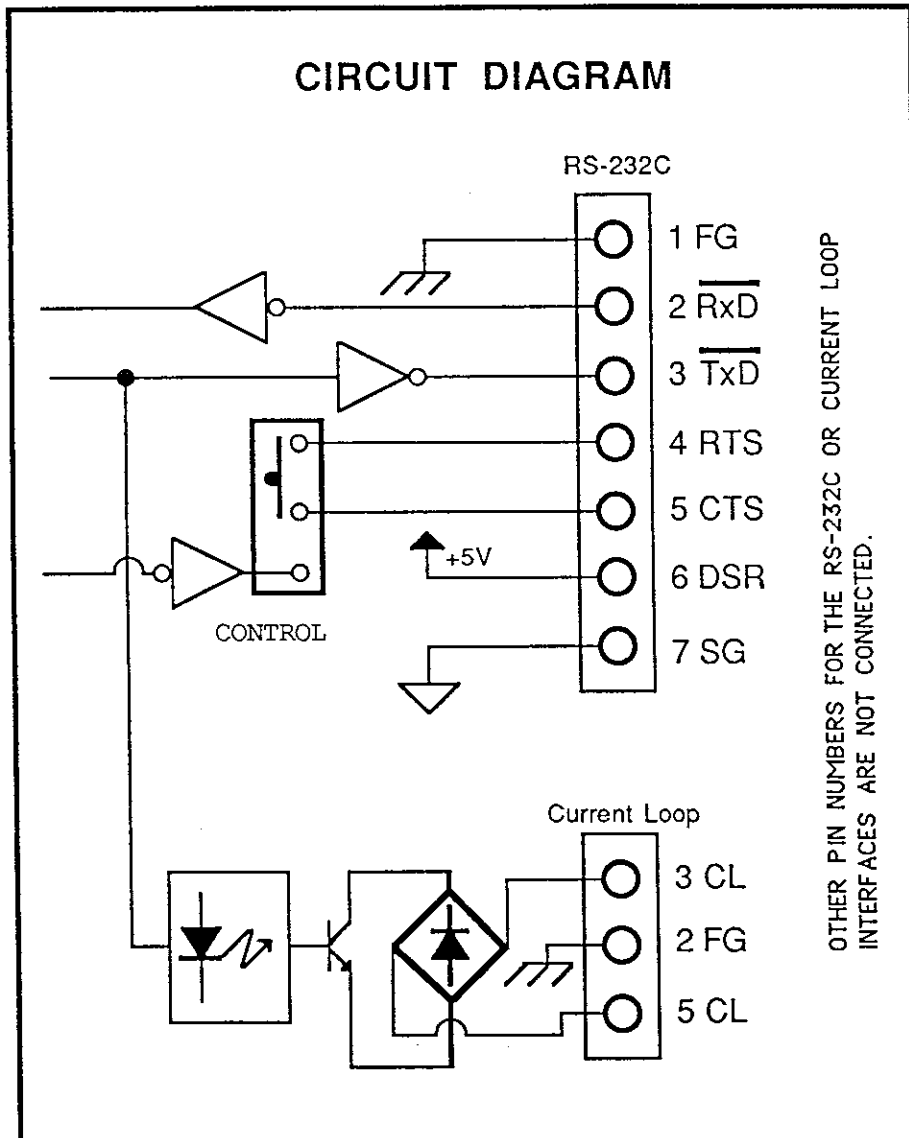 CIRCUIT DIAGRAM
RS-232C
1 FG
2 R̅x̅D̅
3 T̅x̅D̅
4 RTS
5 CTS
+5V
6 DSR
CONTROL
7 SG
OTHER PIN NUMBERS FOR THE RS-232C OR CURRENT LOOP
INTERFACES ARE NOT CONNECTED.
Current Loop
3 CL
2 FG
5 CL